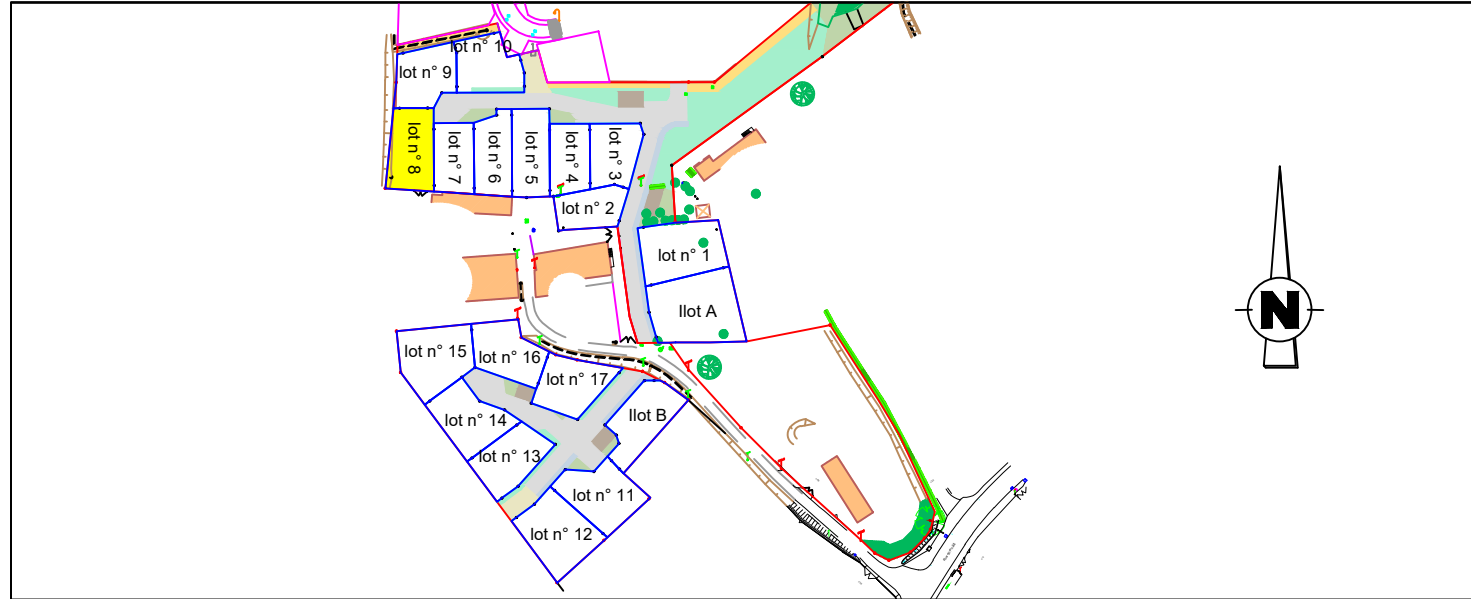 lot n° 10
lot n° 9
lot n° 8
lot n° 7
lot n° 6
lot n° 5
lot n° 4
lot n° 3
lot n° 2
lot n° 1
Ilot A
N
lot n° 15
lot n° 16
lot n° 17
lot n° 14
Ilot B
lot n° 13
lot n° 11
lot n° 12